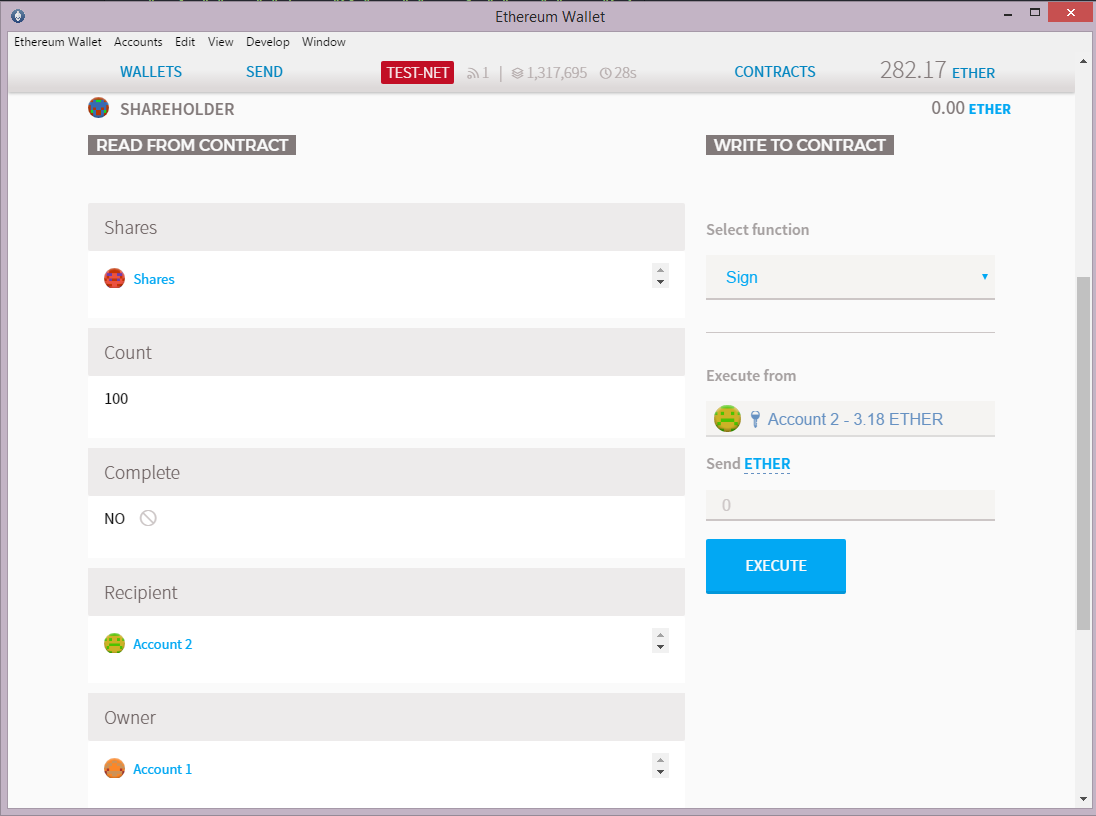 Ethereum Wallet
Ethereum Wallet Accounts Edit View Develop Window
WALLETS SEND TEST-NET 1 | 1,317,695 28s CONTRACTS 282.17 ETHER
SHAREHOLDER 0.00 ETHER
READ FROM CONTRACT
Shares
Shares
Count
100
Complete
NO
Recipient
Account 2
Owner
Account 1
WRITE TO CONTRACT
Select function
Sign
Execute from
Account 2 - 3.18 ETHER
Send ETHER
0
EXECUTE